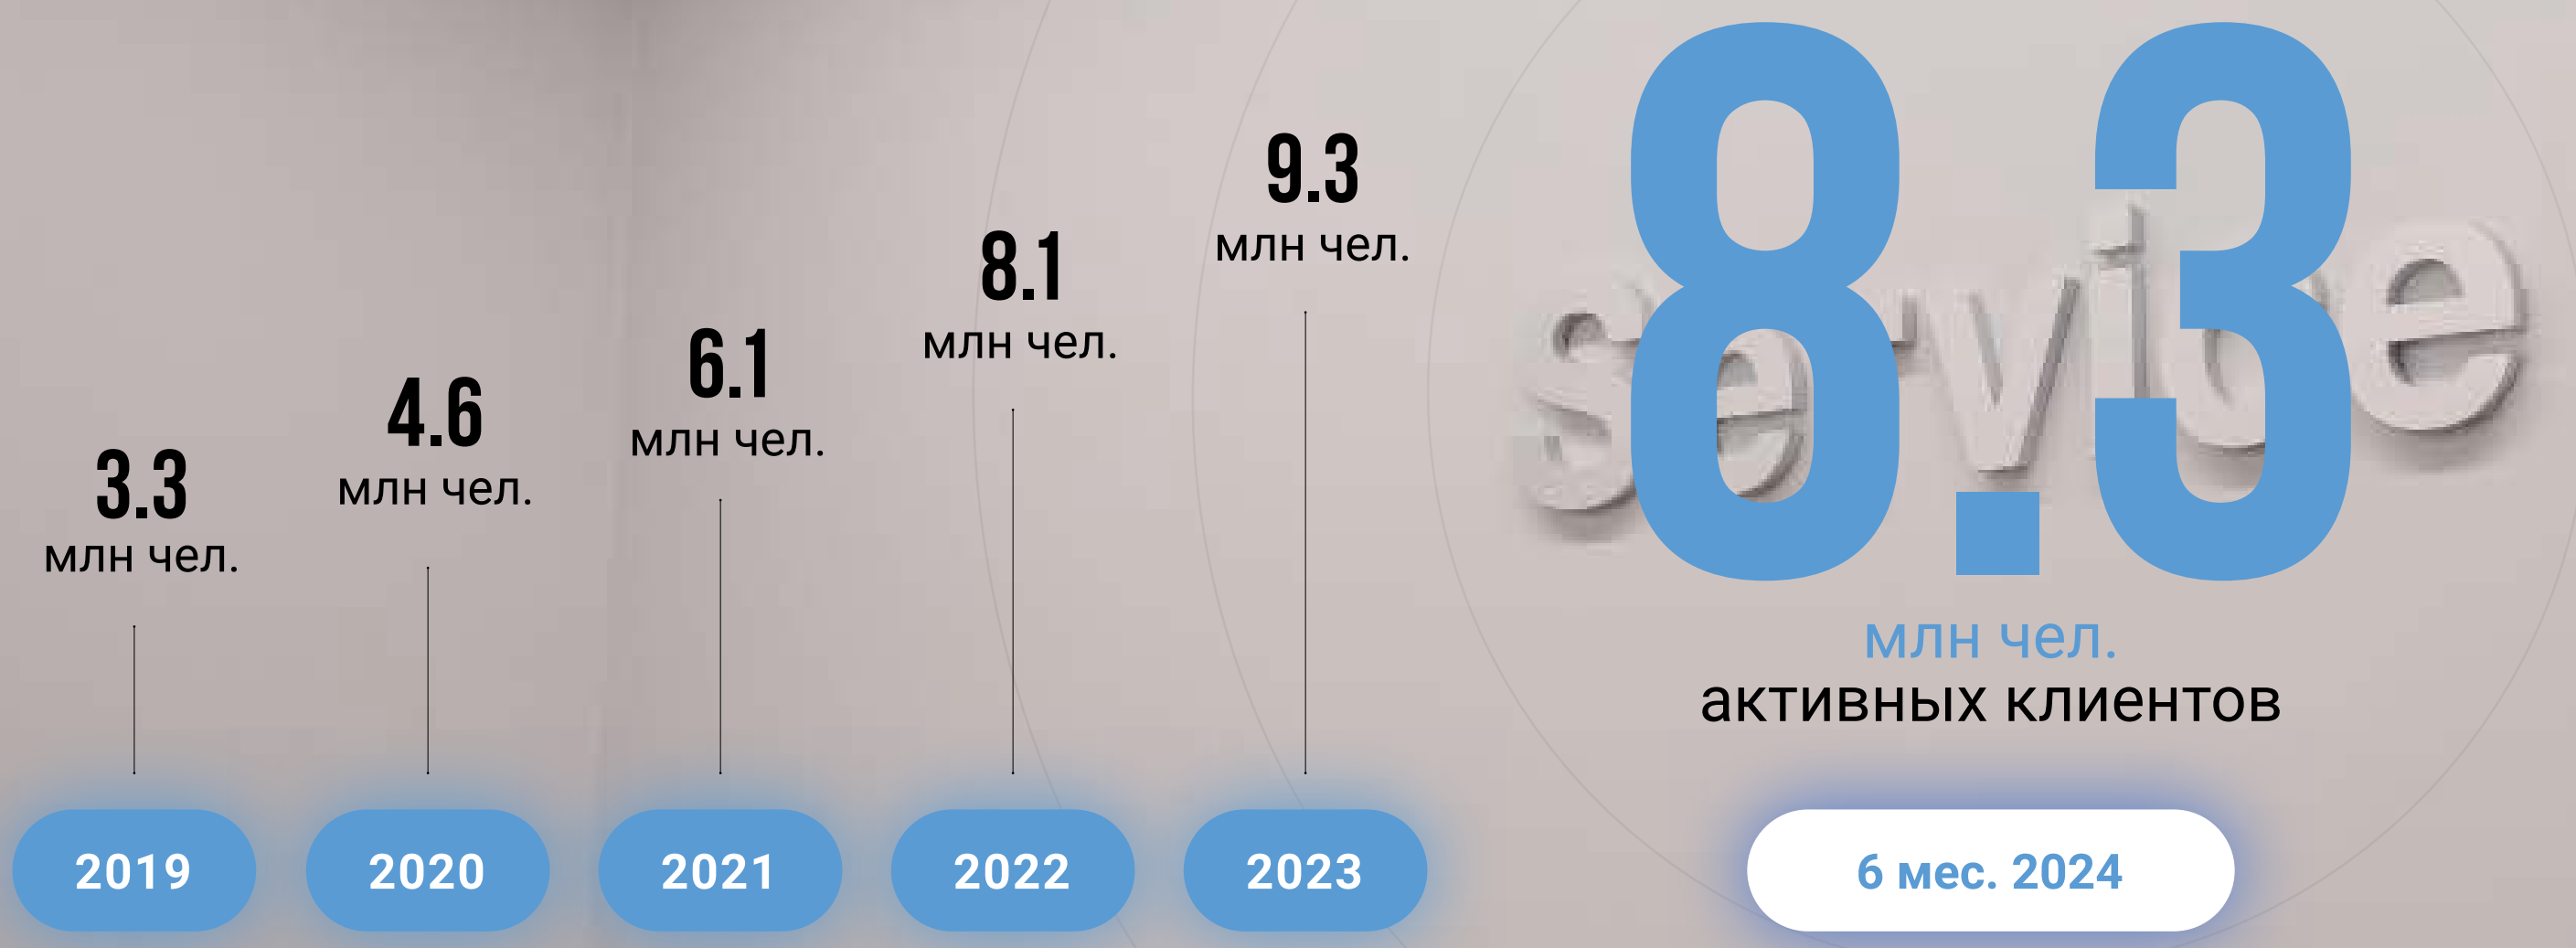 3.3
млн чел.
4.6
млн чел.
6.1
млн чел.
8.1
млн чел.
9.3
млн чел.
8.3
млн чел.
активных клиентов
service
2019
2020
2021
2022
2023
6 мес. 2024